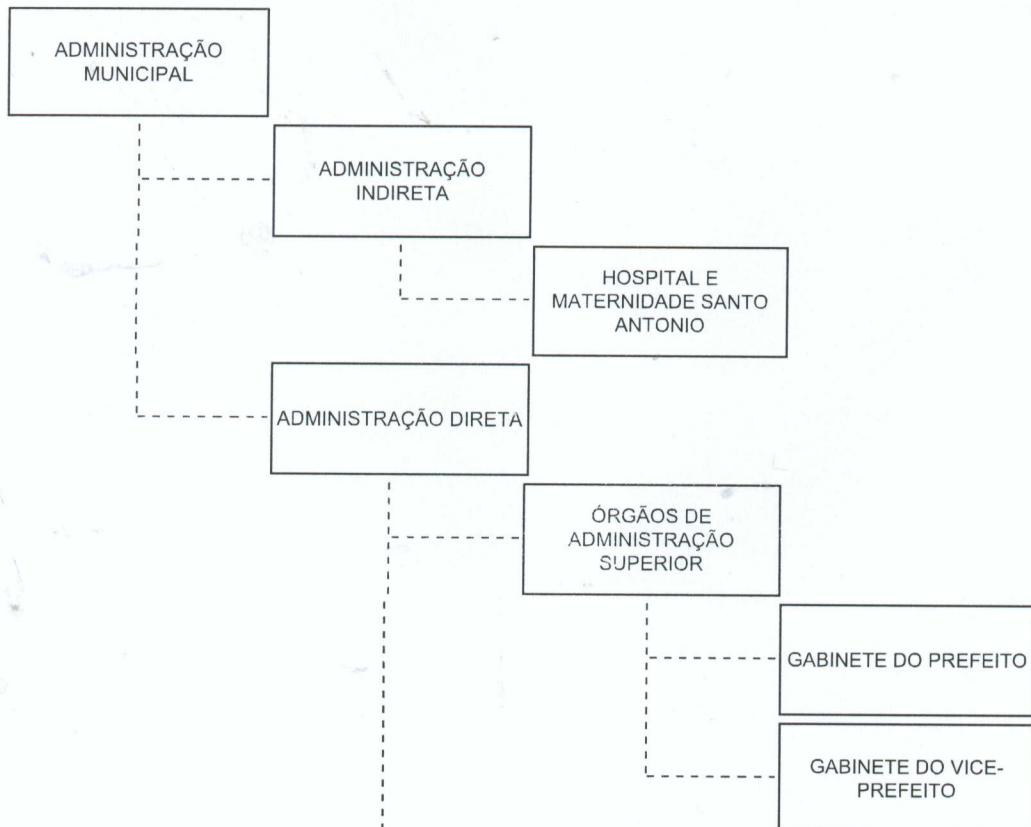 ADMINISTRAÇÃO
MUNICIPAL
ADMINISTRAÇÃO
INDIRETA
HOSPITAL E
MATERNIDADE SANTO
ANTONIO
ADMINISTRAÇÃO DIRETA
ÓRGÃOS DE
ADMINISTRAÇÃO
SUPERIOR
GABINETE DO PREFEITO
GABINETE DO VICE-
PREFEITO